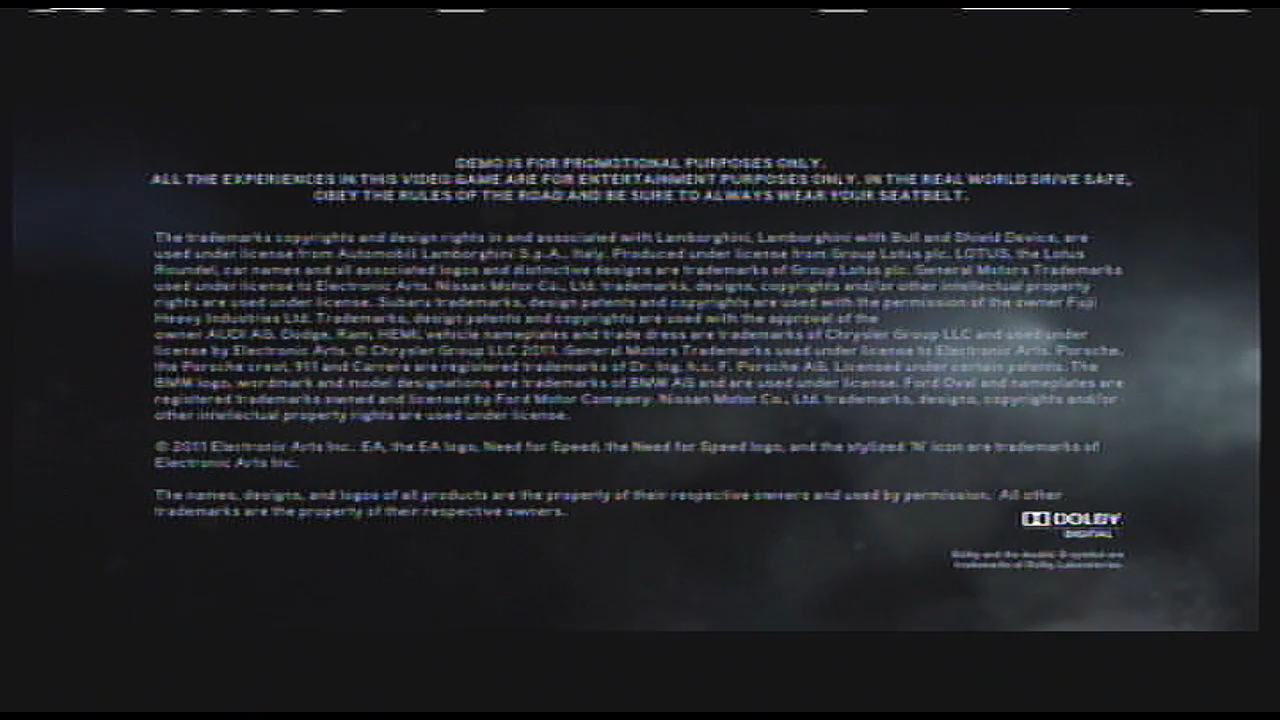 DEMO IS FOR PROMOTIONAL PURPOSES ONLY.
ALL THE EXPERIENCES IN THIS VIDEO GAME ARE FOR ENTERTAINMENT PURPOSES ONLY. IN THE REAL WORLD DRIVE SAFE,
OBEY THE RULES OF THE ROAD AND BE SURE TO ALWAYS WEAR YOUR SEATBELT.
The trademarks copyrights and design rights in and associated with Lamborghini, Lamborghini with Bull and Shield Device, are
used under license from Automobili Lamborghini S.p.A., Italy. Produced under license from Group Lotus plc. LOTUS, the Lotus
Roundel, car names and all associated logos and distinctive designs are trademarks of Group Lotus plc. General Motors Trademarks
used under license to Electronic Arts. Nissan Motor Co., Ltd. trademarks, designs, copyrights and/or other intellectual property
rights are used under license. Subaru trademarks, design patents and copyrights are used with the permission of the owner Fuji
Heavy Industries Ltd. Trademarks, design patents and copyrights are used with the approval of the
owner AUDI AG. Dodge, Ram, HEMI, vehicle nameplates and trade dress are trademarks of Chrysler Group LLC and used under
license by Electronic Arts. © Chrysler Group LLC 2011. General Motors Trademarks used under license to Electronic Arts. Porsche,
the Porsche crest, 911 and Carrera are registered trademarks of Dr. Ing. h.c. F. Porsche AG. Licensed under certain patents. The
BMW logo, wordmark and model designations are trademarks of BMW AG and are used under license. Ford Oval and nameplates are
registered trademarks owned and licensed by Ford Motor Company. Nissan Motor Co., Ltd. trademarks, designs, copyrights and/or
other intellectual property rights are used under license.
© 2011 Electronic Arts Inc. EA, the EA logo, Need for Speed, the Need for Speed logo, and the stylized 'N' icon are trademarks of
Electronic Arts Inc.
The names, designs, and logos of all products are the property of their respective owners and used by permission. All other
trademarks are the property of their respective owners.
DOLBY
DIGITAL
Dolby and the double-D symbol are
trademarks of Dolby Laboratories.